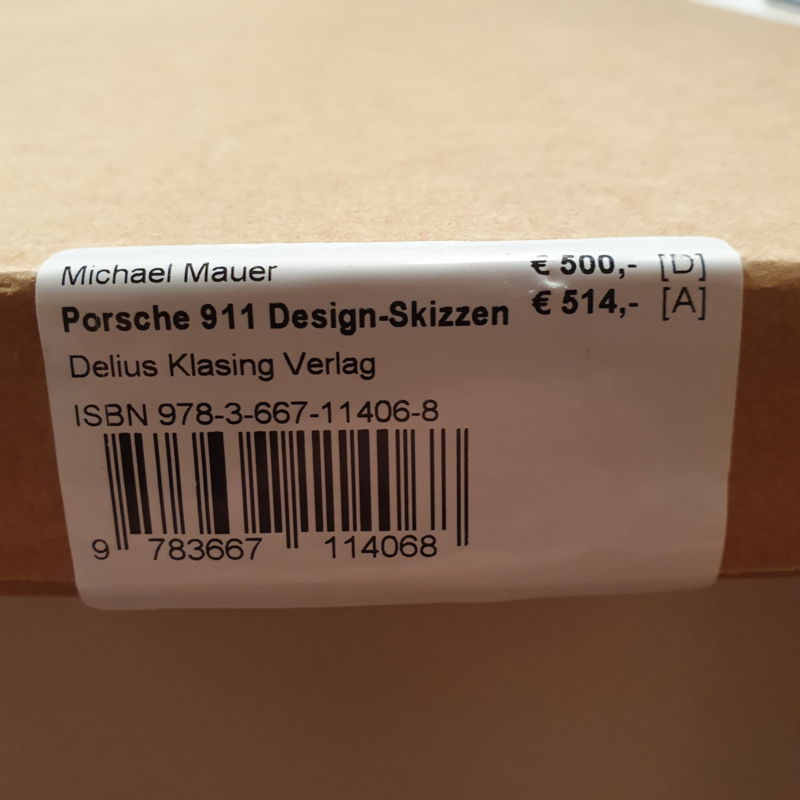 Michael Mauer € 500,- [D]
Porsche 911 Design-Skizzen € 514,- [A]
Delius Klasing Verlag
ISBN 978-3-667-11406-8
9 783667 114068